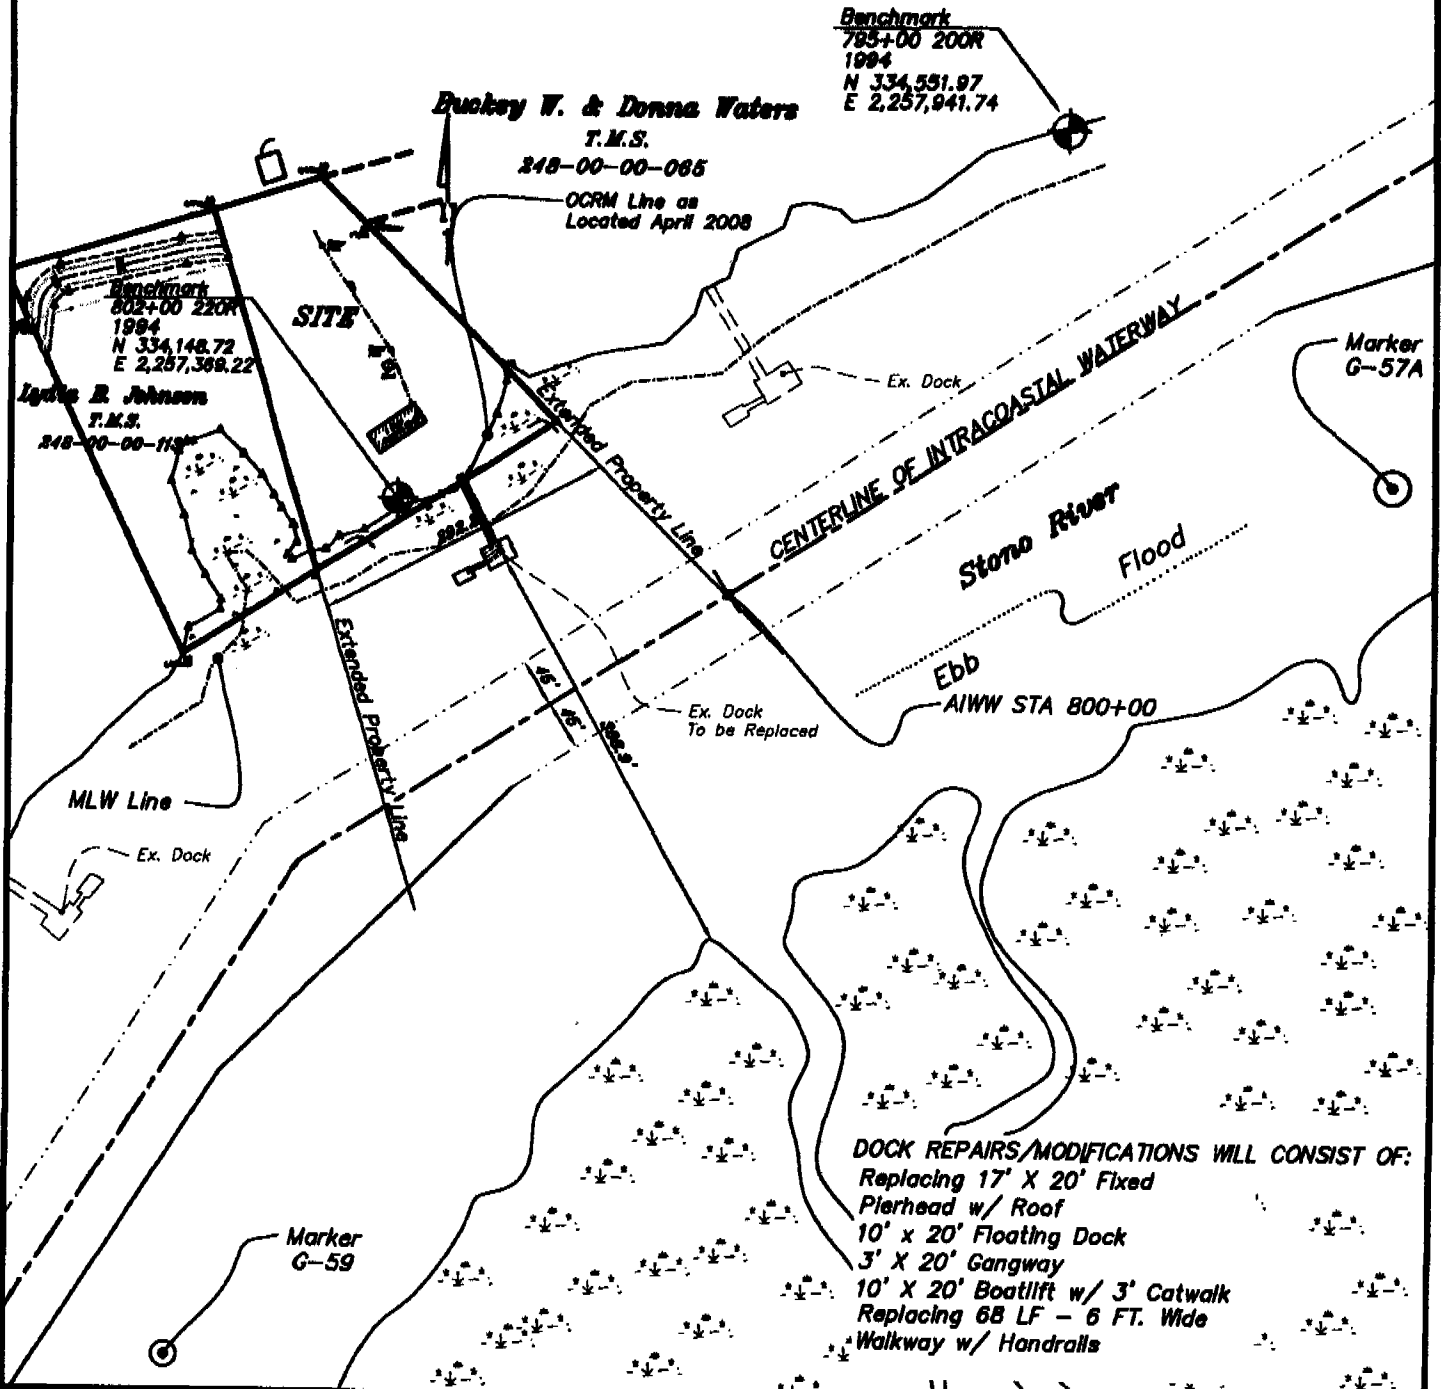 Benchmark
795+00 200R
1994
N 334,551.97
E 2,257,941.74
Buckey W. & Donna Waters
T.M.S.
248-00-00-065
OCRM Line as
Located April 2008
Benchmark
802+00 220R
1994
N 334,148.72
E 2,257,369.22
SITE
Lydia B. Johnson
T.M.S.
248-00-00-113
Ex. Dock
Marker
G-57A
Extended Property Line
CENTERLINE OF INTRACOASTAL WATERWAY
Stono River
Flood
Ebb
AIWW STA 800+00
Extended Property Line
45'
45'
Ex. Dock
To be Replaced
MLW Line
Ex. Dock
Marker
G-59
DOCK REPAIRS/MODIFICATIONS WILL CONSIST OF:
Replacing 17' X 20' Fixed
Pierhead w/ Roof
10' x 20' Floating Dock
3' X 20' Gangway
10' X 20' Boatlift w/ 3' Catwalk
Replacing 68 LF - 6 FT. Wide
Walkway w/ Handrails